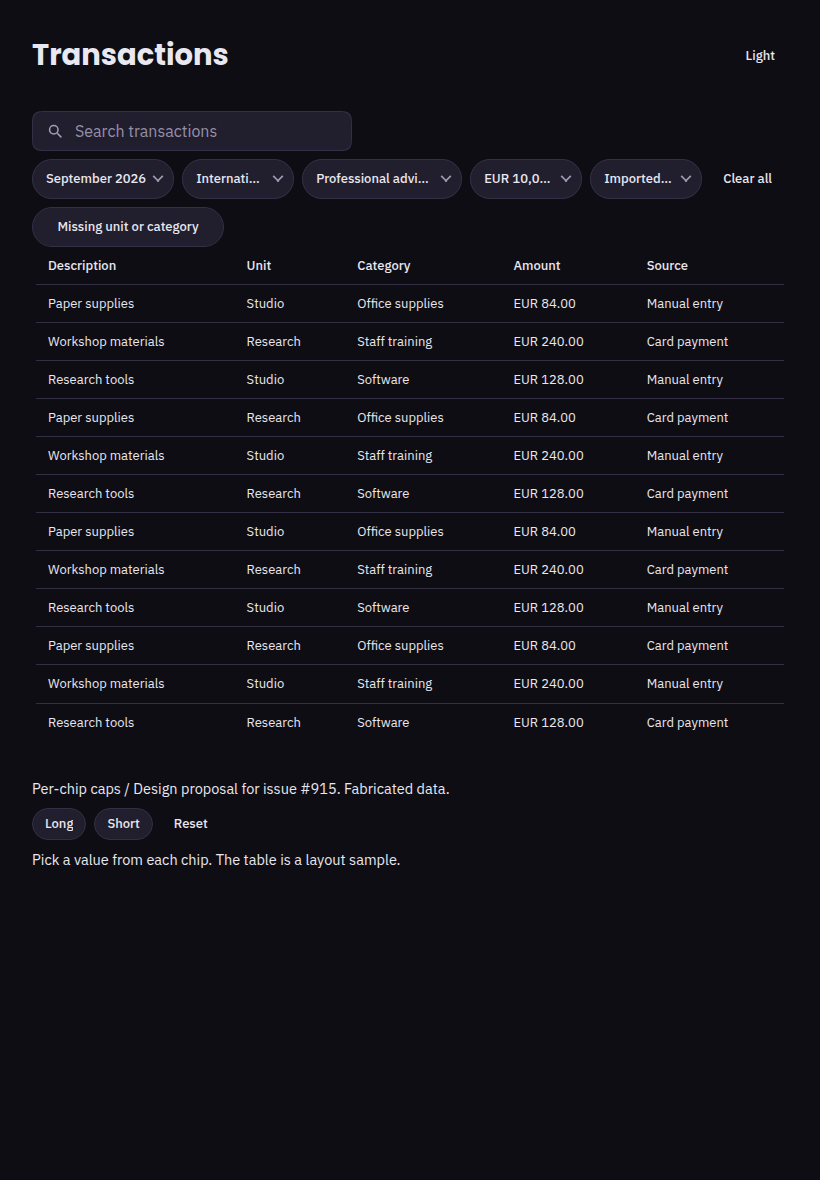 Transactions
Light
Search transactions
September 2026 Internati... Professional advi... EUR 10,0... Imported... Clear all
Missing unit or category
Description Unit Category Amount Source
Paper supplies Studio Office supplies EUR 84.00 Manual entry
Workshop materials Research Staff training EUR 240.00 Card payment
Research tools Studio Software EUR 128.00 Manual entry
Paper supplies Research Office supplies EUR 84.00 Card payment
Workshop materials Studio Staff training EUR 240.00 Manual entry
Research tools Research Software EUR 128.00 Card payment
Paper supplies Studio Office supplies EUR 84.00 Manual entry
Workshop materials Research Staff training EUR 240.00 Card payment
Research tools Studio Software EUR 128.00 Manual entry
Paper supplies Research Office supplies EUR 84.00 Card payment
Workshop materials Studio Staff training EUR 240.00 Manual entry
Research tools Research Software EUR 128.00 Card payment
Per-chip caps / Design proposal for issue #915. Fabricated data.
Long Short Reset
Pick a value from each chip. The table is a layout sample.